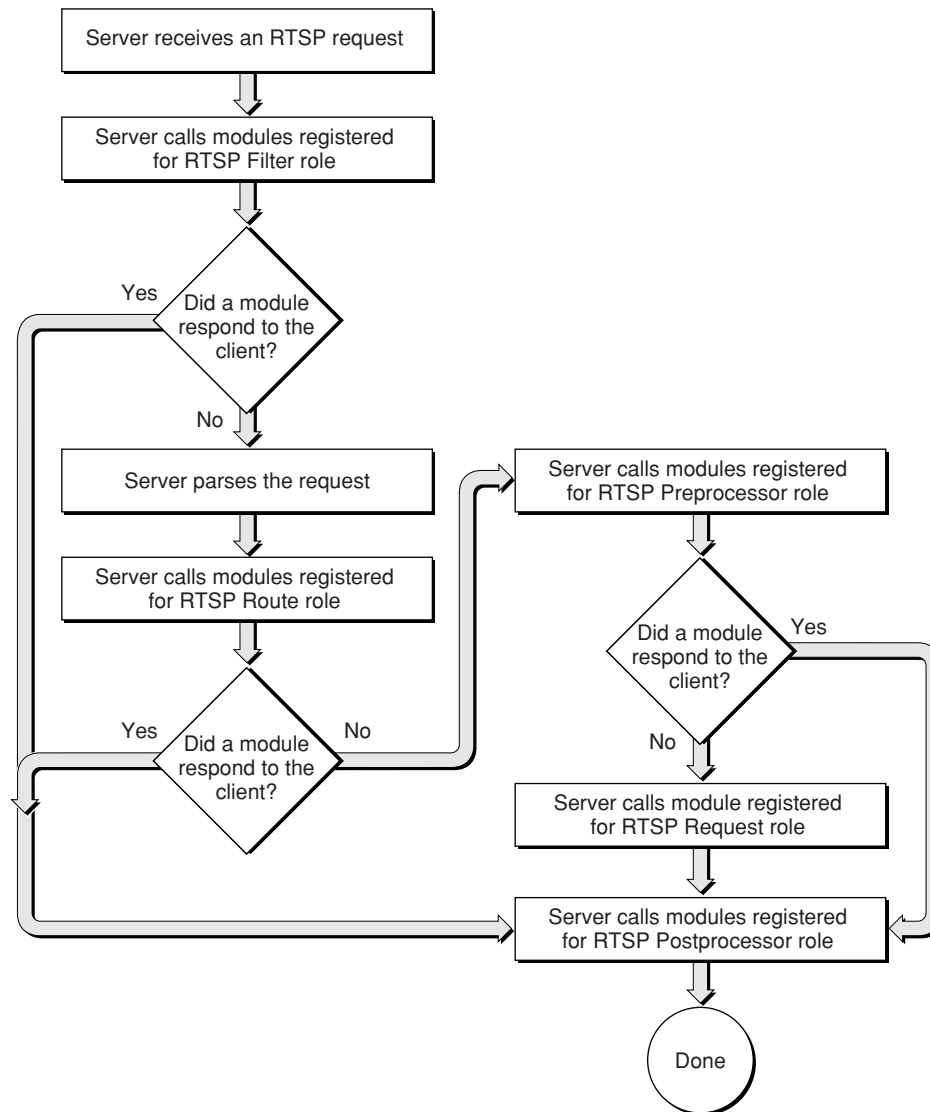 Server receives an RTSP request
Server calls modules registered
for RTSP Filter role
Yes
Did a module
respond to the
client?
No
Server parses the request
Server calls modules registered
for RTSP Route role
Yes
Did a module
respond to the
client?
No
Server calls modules registered
for RTSP Preprocessor role
Did a module
respond to the
client?
Yes
No
Server calls module registered
for RTSP Request role
Server calls modules registered
for RTSP Postprocessor role
Done